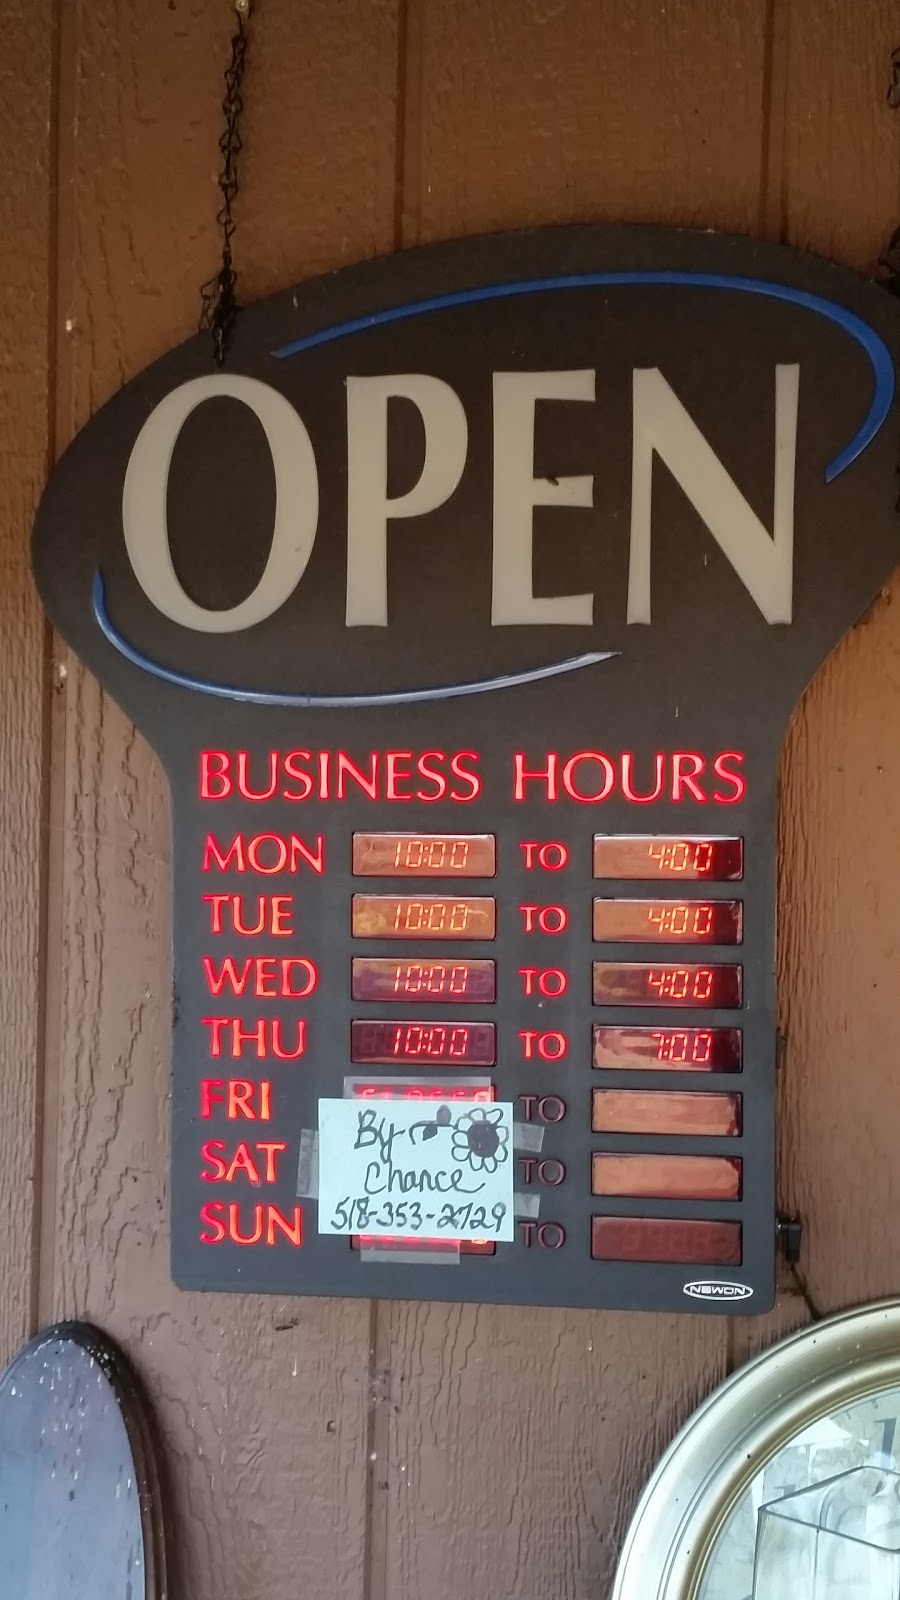 OPEN
BUSINESS HOURS
MON 10:00 TO 4:00
TUE 10:00 TO 4:00
WED 10:00 TO 4:00
THU 10:00 TO 7:00
FRI TO
SAT TO
SUN TO
By
Chance
518-353-2729
NEWON